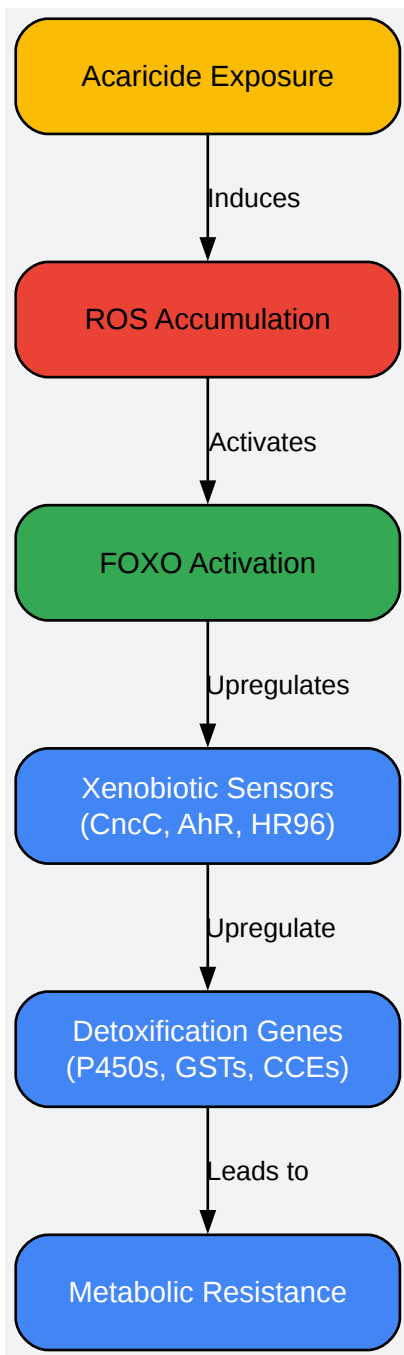 Acaricide Exposure
Induces
ROS Accumulation
Activates
FOXO Activation
Upregulates
Xenobiotic Sensors
(CncC, AhR, HR96)
Upregulate
Detoxification Genes
(P450s, GSTs, CCEs)
Leads to
Metabolic Resistance